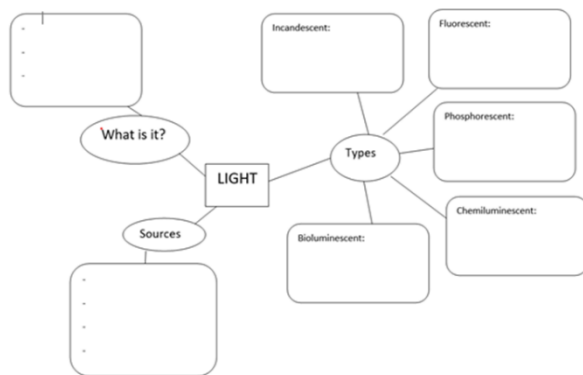 -
-
-
What is it?
LIGHT
Sources
-
-
-
-
Types
Incandescent:
Fluorescent:
Phosphorescent:
Chemiluminescent:
Bioluminescent: